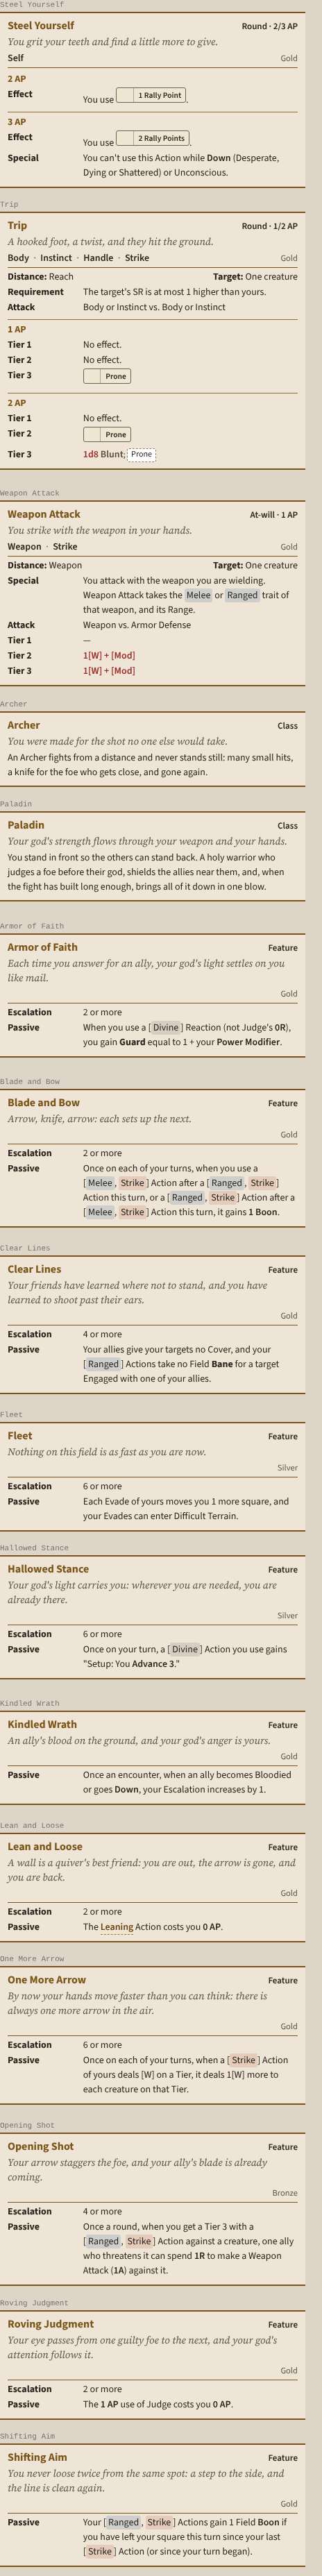 Steel Yourself
Steel Yourself Round · 2/3 AP
You grit your teeth and find a little more to give.
Self Gold
2 AP
Effect You use 1 Rally Point.
3 AP
Effect You use 2 Rally Points.
Special You can't use this Action while Down (Desperate,
Dying or Shattered) or Unconscious.
Trip
Trip Round · 1/2 AP
A hooked foot, a twist, and they hit the ground.
Body · Instinct · Handle · Strike Gold
Distance: Reach Target: One creature
Requirement The target's SR is at most 1 higher than yours.
Attack Body or Instinct vs. Body or Instinct
1 AP
Tier 1 No effect.
Tier 2 No effect.
Tier 3 Prone
2 AP
Tier 1 No effect.
Tier 2 Prone
Tier 3 1d8 Blunt; Prone
Weapon Attack
Weapon Attack At-will · 1 AP
You strike with the weapon in your hands.
Weapon · Strike Gold
Distance: Weapon Target: One creature
Special You attack with the weapon you are wielding.
Weapon Attack takes the Melee or Ranged trait of
that weapon, and its Range.
Attack Weapon vs. Armor Defense
Tier 1 —
Tier 2 1[W] + [Mod]
Tier 3 1[W] + [Mod]
Archer
Archer Class
You were made for the shot no one else would take.
An Archer fights from a distance and never stands still: many small hits,
a knife for the foe who gets close, and gone again.
Paladin
Paladin Class
Your god's strength flows through your weapon and your hands.
You stand in front so the others can stand back. A holy warrior who
judges a foe before their god, shields the allies near them, and, when
the fight has built long enough, brings all of it down in one blow.
Armor of Faith
Armor of Faith Feature
Each time you answer for an ally, your god's light settles on you
like mail.
Gold
Escalation 2 or more
Passive When you use a [Divine] Reaction (not Judge's 0R),
you gain Guard equal to 1 + your Power Modifier.
Blade and Bow
Blade and Bow Feature
Arrow, knife, arrow: each sets up the next.
Gold
Escalation 2 or more
Passive Once on each of your turns, when you use a
[Melee, Strike] Action after a [Ranged, Strike]
Action this turn, or a [Ranged, Strike] Action after a
[Melee, Strike] Action this turn, it gains 1 Boon.
Clear Lines
Clear Lines Feature
Your friends have learned where not to stand, and you have
learned to shoot past their ears.
Gold
Escalation 4 or more
Passive Your allies give your targets no Cover, and your
[Ranged] Actions take no Field Bane for a target
Engaged with one of your allies.
Fleet
Fleet Feature
Nothing on this field is as fast as you are now.
Silver
Escalation 6 or more
Passive Each Evade of yours moves you 1 more square, and
your Evades can enter Difficult Terrain.
Hallowed Stance
Hallowed Stance Feature
Your god's light carries you: wherever you are needed, you are
already there.
Silver
Escalation 6 or more
Passive Once on your turn, a [Divine] Action you use gains
"Setup: You Advance 3."
Kindled Wrath
Kindled Wrath Feature
An ally's blood on the ground, and your god's anger is yours.
Gold
Passive Once an encounter, when an ally becomes Bloodied
or goes Down, your Escalation increases by 1.
Lean and Loose
Lean and Loose Feature
A wall is a quiver's best friend: you are out, the arrow is gone, and
you are back.
Gold
Escalation 2 or more
Passive The Leaning Action costs you 0 AP.
One More Arrow
One More Arrow Feature
By now your hands move faster than you can think: there is
always one more arrow in the air.
Gold
Escalation 6 or more
Passive Once on each of your turns, when a [Strike] Action
of yours deals [W] on a Tier, it deals 1[W] more to
each creature on that Tier.
Opening Shot
Opening Shot Feature
Your arrow staggers the foe, and your ally's blade is already
coming.
Bronze
Escalation 4 or more
Passive Once a round, when you get a Tier 3 with a
[Ranged, Strike] Action against a creature, one ally
who threatens it can spend 1R to make a Weapon
Attack (1A) against it.
Roving Judgment
Roving Judgment Feature
Your eye passes from one guilty foe to the next, and your god's
attention follows it.
Gold
Escalation 2 or more
Passive The 1 AP use of Judge costs you 0 AP.
Shifting Aim
Shifting Aim Feature
You never loose twice from the same spot: a step to the side, and
the line is clean again.
Gold
Passive Your [Ranged, Strike] Actions gain 1 Field Boon if
you have left your square this turn since your last
[Strike] Action (or since your turn began).